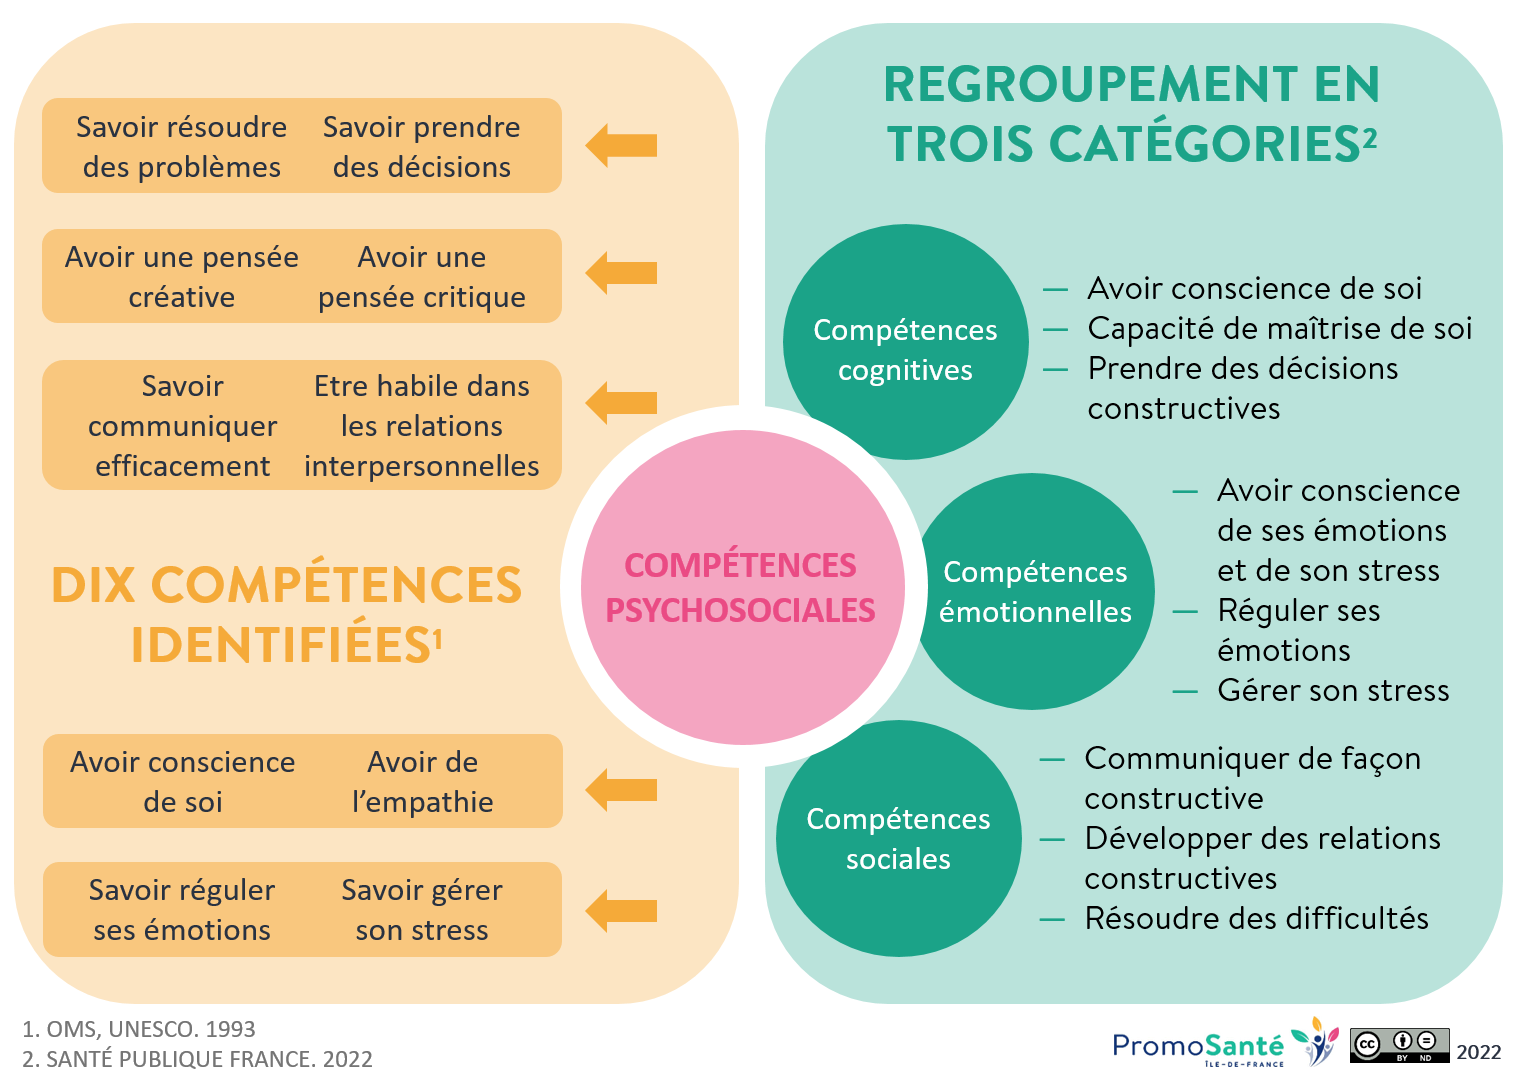 Savoir résoudre
des problèmes
Savoir prendre
des décisions
Avoir une pensée
créative
Avoir une
pensée critique
Savoir
communiquer
efficacement
Etre habile dans
les relations
interpersonnelles
DIX COMPÉTENCES
IDENTIFIÉES¹
Avoir conscience
de soi
Avoir de
l’empathie
Savoir réguler
ses émotions
Savoir gérer
son stress
COMPÉTENCES
PSYCHOSOCIALES
REGROUPEMENT EN
TROIS CATÉGORIES²
Compétences
cognitives
— Avoir conscience de soi
— Capacité de maîtrise de soi
— Prendre des décisions
constructives
Compétences
émotionnelles
— Avoir conscience
de ses émotions
et de son stress
— Réguler ses
émotions
— Gérer son stress
Compétences
sociales
— Communiquer de façon
constructive
— Développer des relations
constructives
— Résoudre des difficultés
1. OMS, UNESCO. 1993
2. SANTÉ PUBLIQUE FRANCE. 2022
PromoSanté
ÎLE-DE-FRANCE
cc
BY ND
2022